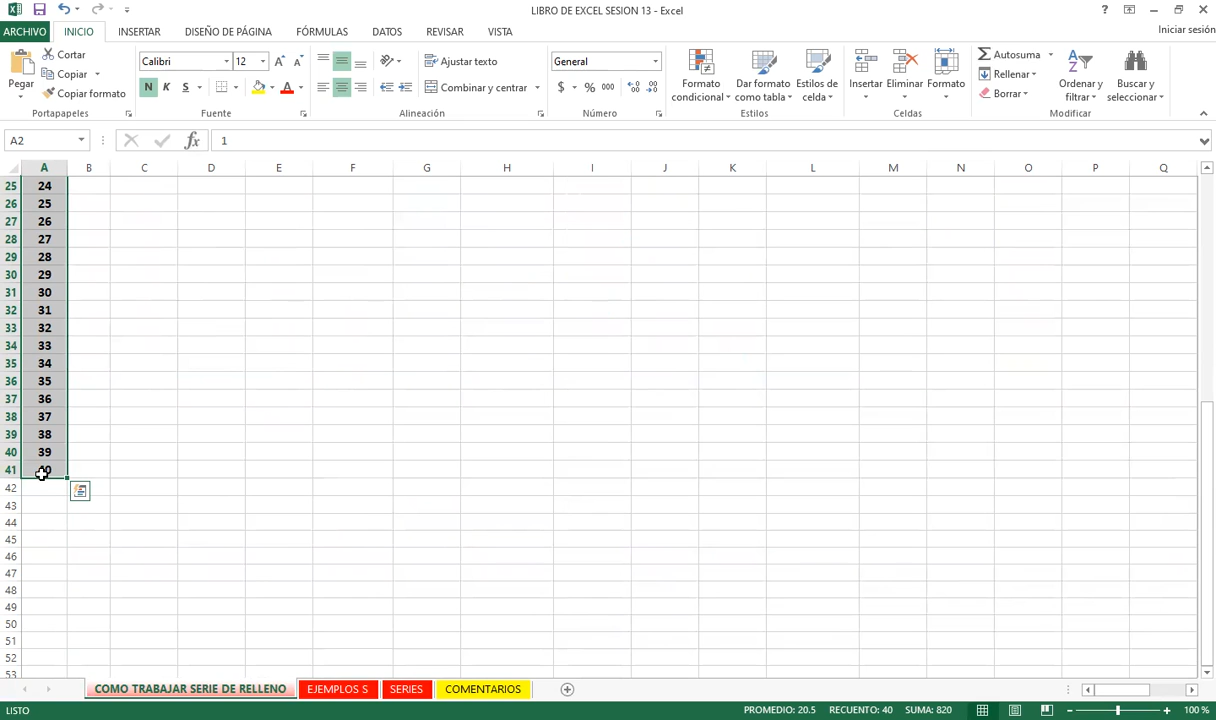 LIBRO DE EXCEL SESION 13 - Excel
ARCHIVO INICIO INSERTAR DISEÑO DE PÁGINA FÓRMULAS DATOS REVISAR VISTA Iniciar sesión
Pegar
Cortar
Copiar
Copiar formato
Portapapeles
Calibri 12
N K S
Fuente
Ajustar texto
Combinar y centrar
Alineación
General
$ % 000
Número
Formato condicional
Dar formato como tabla
Estilos de celda
Estilos
Insertar Eliminar Formato
Celdas
Autosuma
Rellenar
Borrar
Ordenar y filtrar
Buscar y seleccionar
Modificar
A2 fx 1
A B C D E F G H I J K L M N O P Q
25 24
26 25
27 26
28 27
29 28
30 29
31 30
32 31
33 32
34 33
35 34
36 35
37 36
38 37
39 38
40 39
41 40
42
43
44
45
46
47
48
49
50
51
52
53
COMO TRABAJAR SERIE DE RELLENO EJEMPLOS S SERIES COMENTARIOS
LISTO PROMEDIO: 20.5 RECUENTO: 40 SUMA: 820 100 %